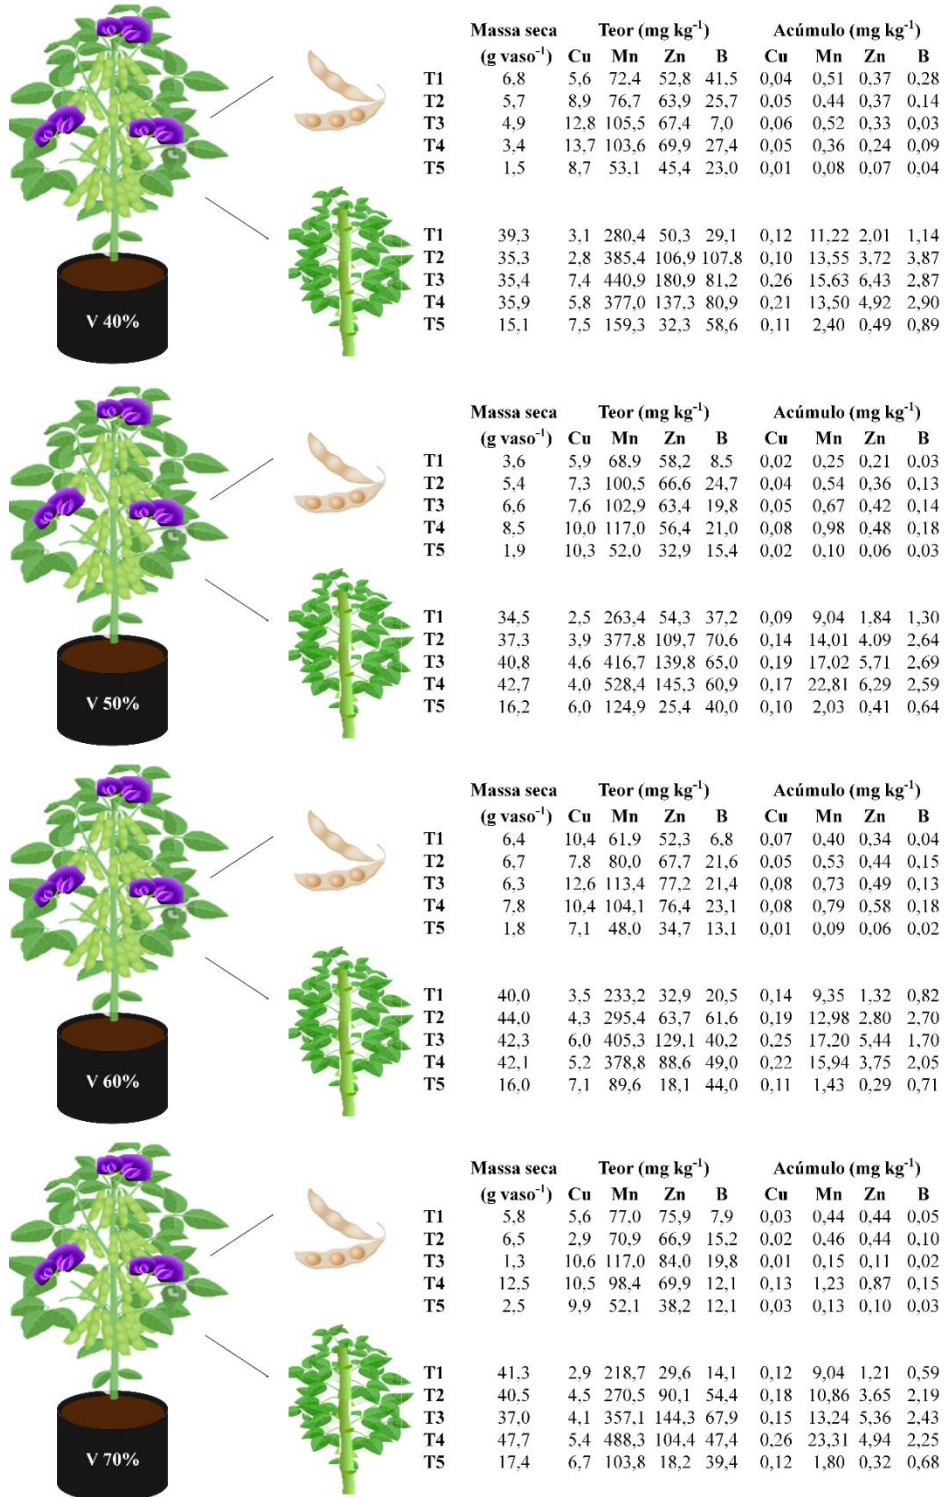 Massa seca Teor (mg kg⁻¹) Acúmulo (mg kg⁻¹)
(g vaso⁻¹) Cu Mn Zn B Cu Mn Zn B
T1 6,8 5,6 72,4 52,8 41,5 0,04 0,51 0,37 0,28
T2 5,7 8,9 76,7 63,9 25,7 0,05 0,44 0,37 0,14
T3 4,9 12,8 105,5 67,4 7,0 0,06 0,52 0,33 0,03
T4 3,4 13,7 103,6 69,9 27,4 0,05 0,36 0,24 0,09
T5 1,5 8,7 53,1 45,4 23,0 0,01 0,08 0,07 0,04
T1 39,3 3,1 280,4 50,3 29,1 0,12 11,22 2,01 1,14
T2 35,3 2,8 385,4 106,9 107,8 0,10 13,55 3,72 3,87
T3 35,4 7,4 440,9 180,9 81,2 0,26 15,63 6,43 2,87
T4 35,9 5,8 377,0 137,3 80,9 0,21 13,50 4,92 2,90
T5 15,1 7,5 159,3 32,3 58,6 0,11 2,40 0,49 0,89
V 40%
Massa seca Teor (mg kg⁻¹) Acúmulo (mg kg⁻¹)
(g vaso⁻¹) Cu Mn Zn B Cu Mn Zn B
T1 3,6 5,9 68,9 58,2 8,5 0,02 0,25 0,21 0,03
T2 5,4 7,3 100,5 66,6 24,7 0,04 0,54 0,36 0,13
T3 6,6 7,6 102,9 63,4 19,8 0,05 0,67 0,42 0,14
T4 8,5 10,0 117,0 56,4 21,0 0,08 0,98 0,48 0,18
T5 1,9 10,3 52,0 32,9 15,4 0,02 0,10 0,06 0,03
T1 34,5 2,5 263,4 54,3 37,2 0,09 9,04 1,84 1,30
T2 37,3 3,9 377,8 109,7 70,6 0,14 14,01 4,09 2,64
T3 40,8 4,6 416,7 139,8 65,0 0,19 17,02 5,71 2,69
T4 42,7 4,0 528,4 145,3 60,9 0,17 22,81 6,29 2,59
T5 16,2 6,0 124,9 25,4 40,0 0,10 2,03 0,41 0,64
V 50%
Massa seca Teor (mg kg⁻¹) Acúmulo (mg kg⁻¹)
(g vaso⁻¹) Cu Mn Zn B Cu Mn Zn B
T1 6,4 10,4 61,9 52,3 6,8 0,07 0,40 0,34 0,04
T2 6,7 7,8 80,0 67,7 21,6 0,05 0,53 0,44 0,15
T3 6,3 12,6 113,4 77,2 21,4 0,08 0,73 0,49 0,13
T4 7,8 10,4 104,1 76,4 23,1 0,08 0,79 0,58 0,18
T5 1,8 7,1 48,0 34,7 13,1 0,01 0,09 0,06 0,02
T1 40,0 3,5 233,2 32,9 20,5 0,14 9,35 1,32 0,82
T2 44,0 4,3 295,4 63,7 61,6 0,19 12,98 2,80 2,70
T3 42,3 6,0 405,3 129,1 40,2 0,25 17,20 5,44 1,70
T4 42,1 5,2 378,8 88,6 49,0 0,22 15,94 3,75 2,05
T5 16,0 7,1 89,6 18,1 44,0 0,11 1,43 0,29 0,71
V 60%
Massa seca Teor (mg kg⁻¹) Acúmulo (mg kg⁻¹)
(g vaso⁻¹) Cu Mn Zn B Cu Mn Zn B
T1 5,8 5,6 77,0 75,9 7,9 0,03 0,44 0,44 0,05
T2 6,5 2,9 70,9 66,9 15,2 0,02 0,46 0,44 0,10
T3 1,3 10,6 117,0 84,0 19,8 0,01 0,15 0,11 0,02
T4 12,5 10,5 98,4 69,9 12,1 0,13 1,23 0,87 0,15
T5 2,5 9,9 52,1 38,2 12,1 0,03 0,13 0,10 0,03
T1 41,3 2,9 218,7 29,6 14,1 0,12 9,04 1,21 0,59
T2 40,5 4,5 270,5 90,1 54,4 0,18 10,86 3,65 2,19
T3 37,0 4,1 357,1 144,3 67,9 0,15 13,24 5,36 2,43
T4 47,7 5,4 488,3 104,4 47,4 0,26 23,31 4,94 2,25
T5 17,4 6,7 103,8 18,2 39,4 0,12 1,80 0,32 0,68
V 70%